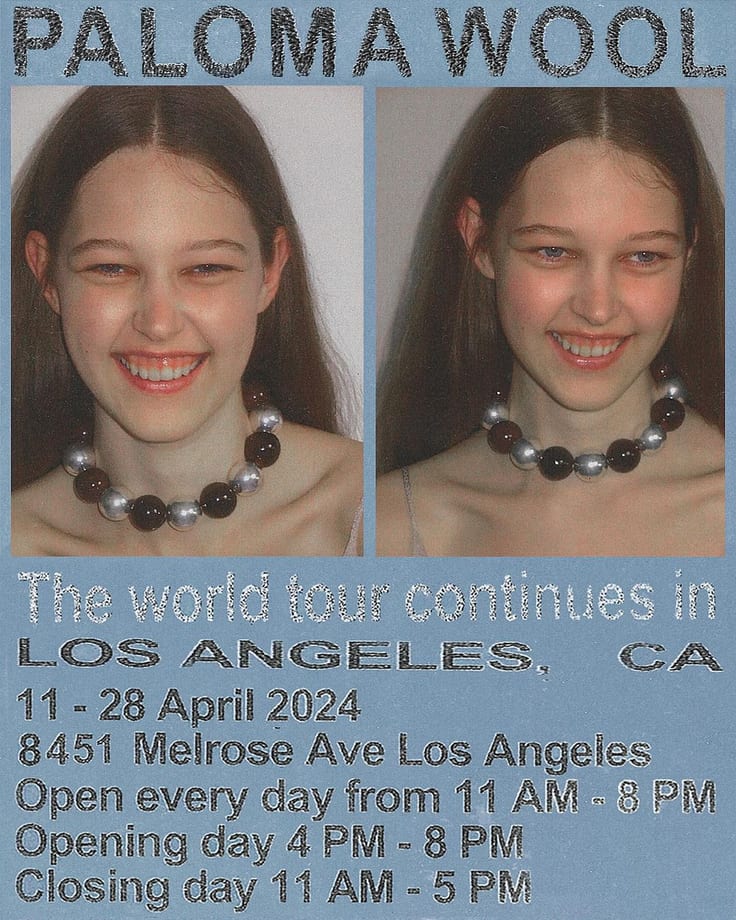 PALOMA WOOL
The world tour continues in
LOS ANGELES, CA
11 - 28 April 2024
8451 Melrose Ave Los Angeles
Open every day from 11 AM - 8 PM
Opening day 4 PM - 8 PM
Closing day 11 AM - 5 PM